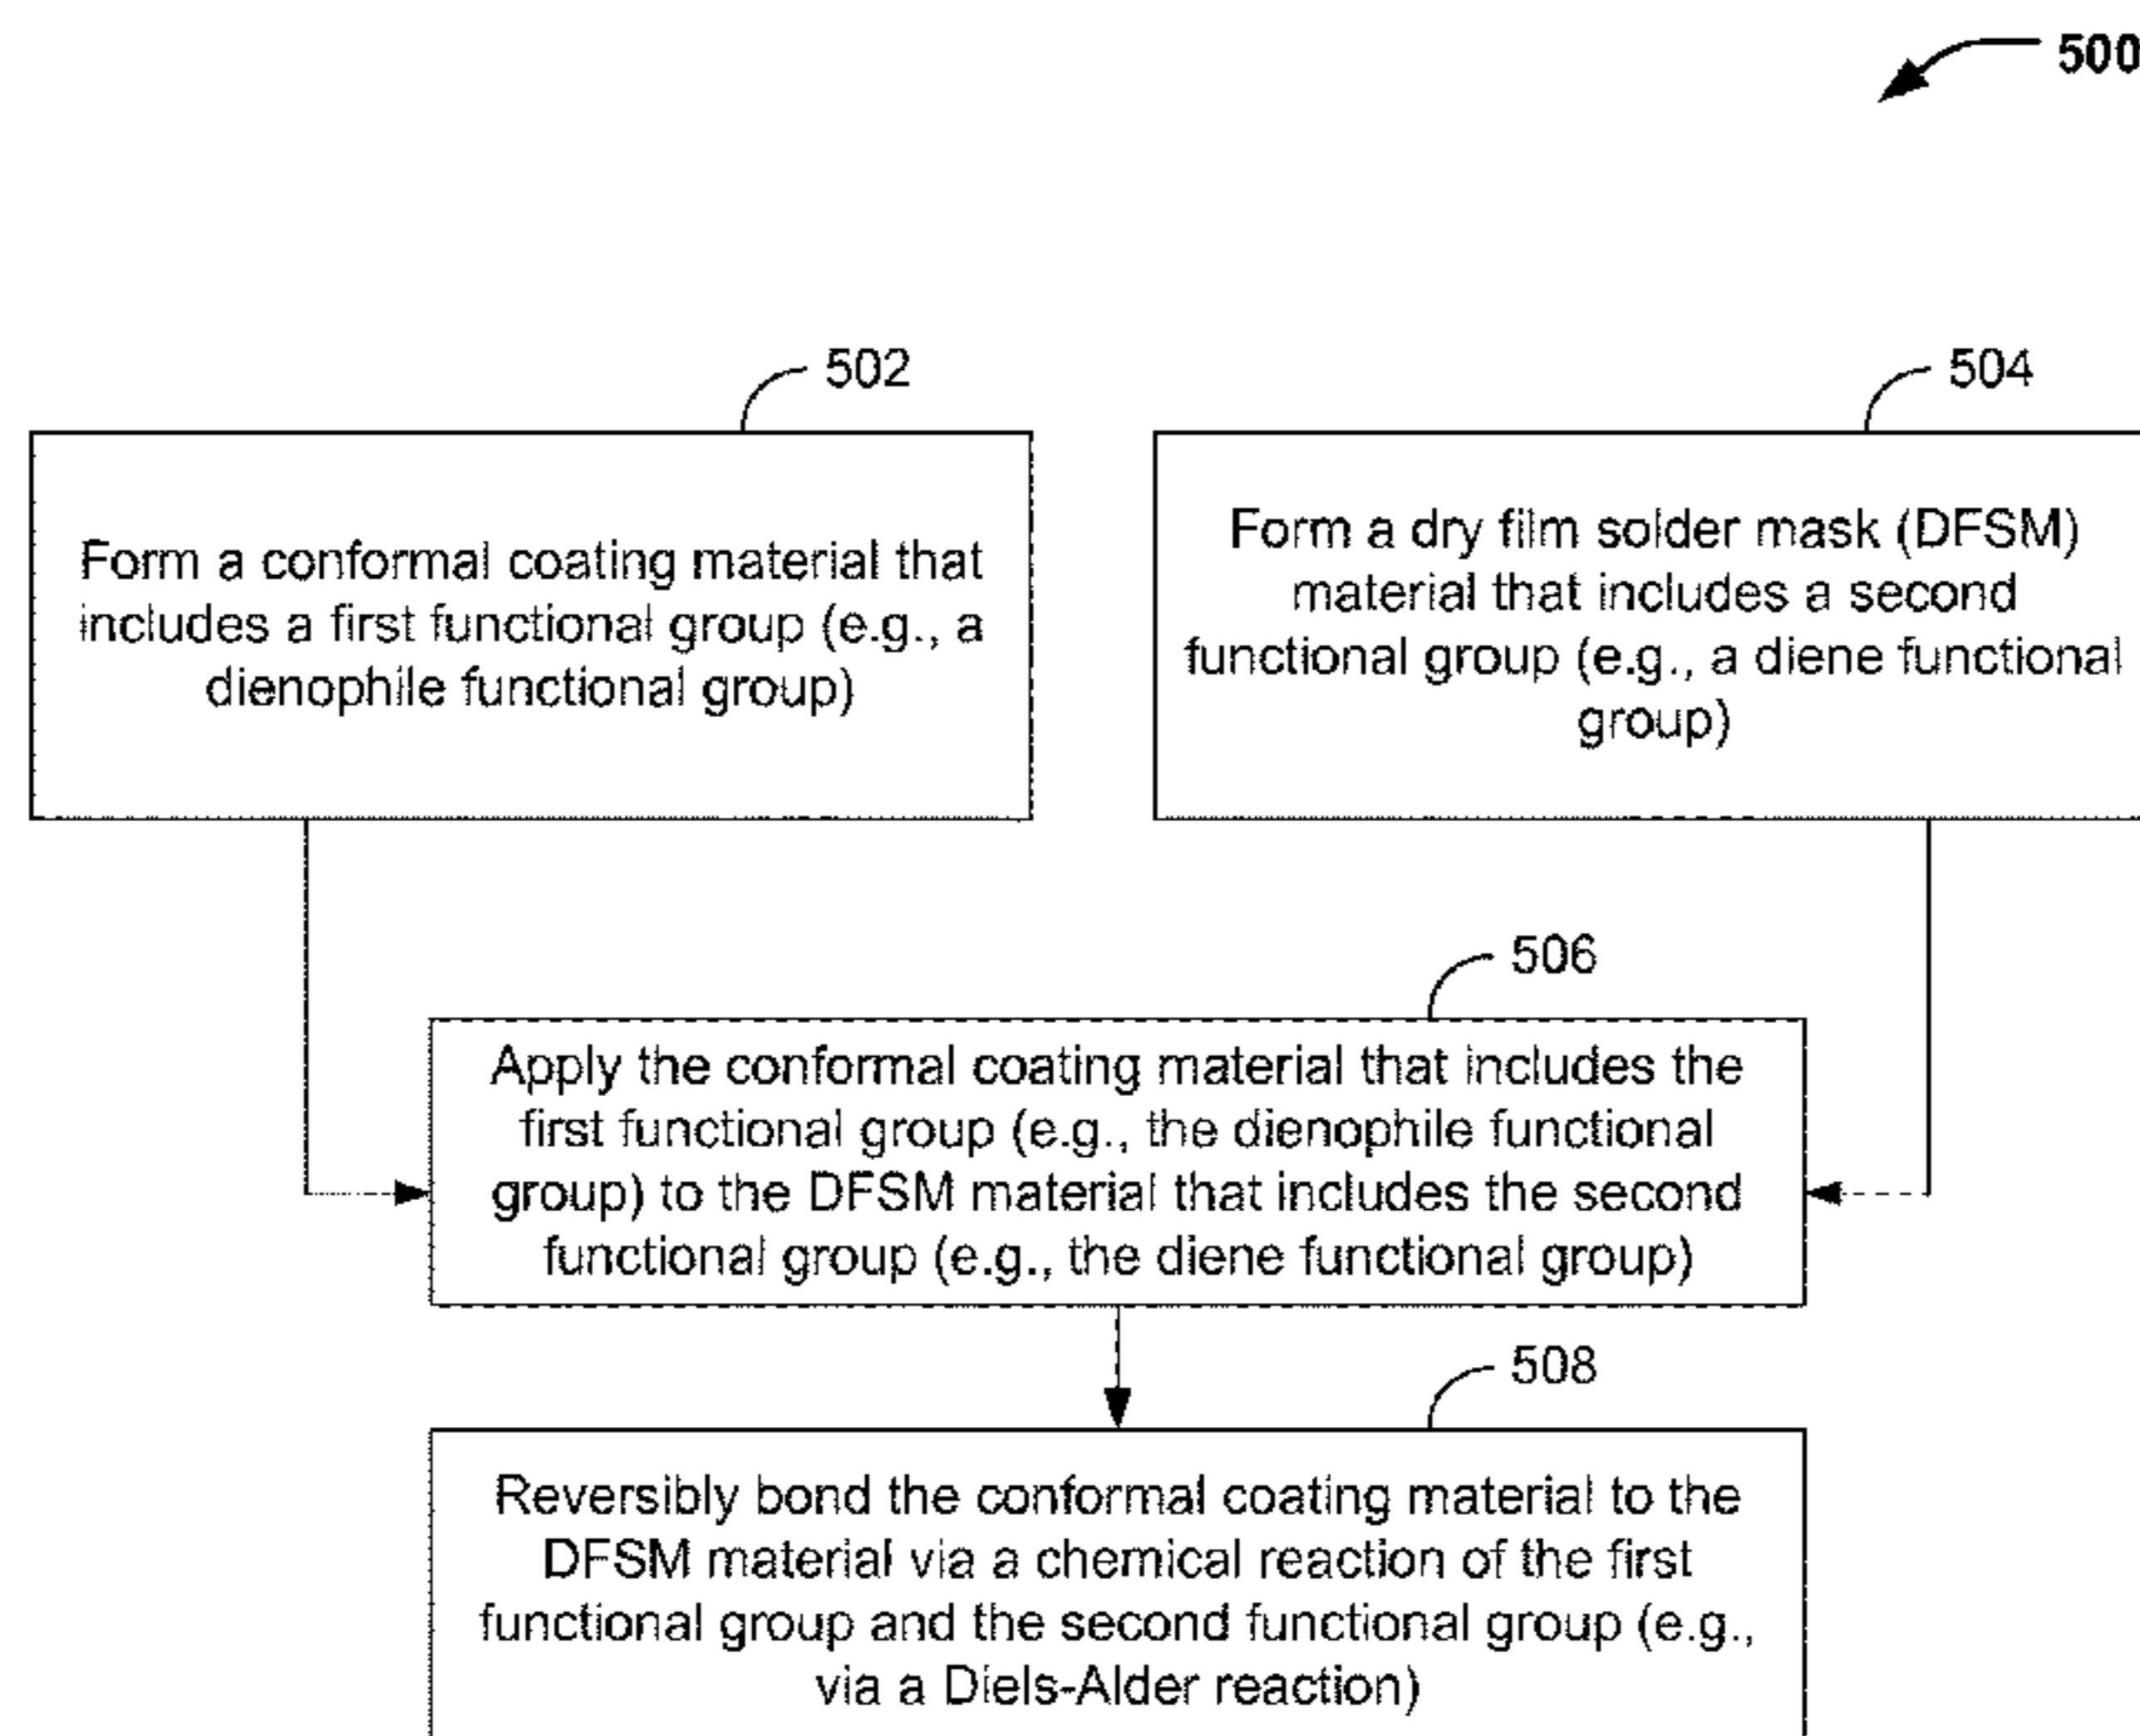 500
502
Form a conformal coating material that
includes a first functional group (e.g., a
dienophile functional group)
504
Form a dry film solder mask (DFSM)
material that includes a second
functional group (e.g., a diene functional
group)
506
Apply the conformal coating material that includes the
first functional group (e.g., the dienophile functional
group) to the DFSM material that includes the second
functional group (e.g., the diene functional group)
508
Reversibly bond the conformal coating material to the
DFSM material via a chemical reaction of the first
functional group and the second functional group (e.g.,
via a Diels-Alder reaction)